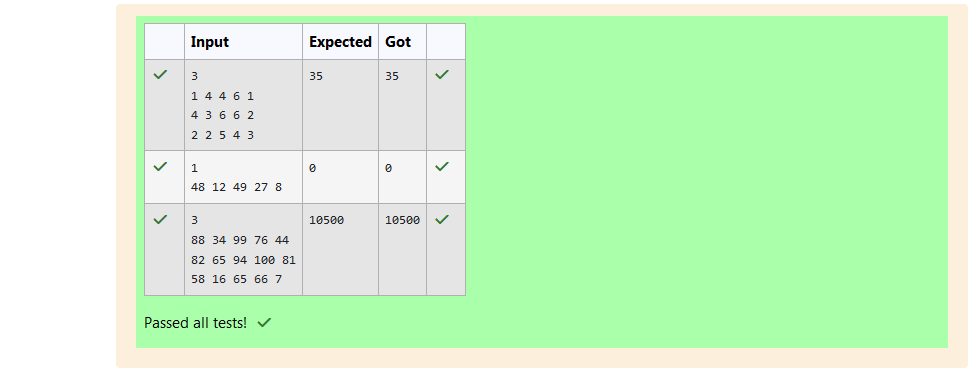 Input Expected Got
3 35 35
1 4 4 6 1
4 3 6 6 2
2 2 5 4 3
1 0 0
48 12 49 27 8
3 10500 10500
88 34 99 76 44
82 65 94 100 81
58 16 65 66 7
Passed all tests!